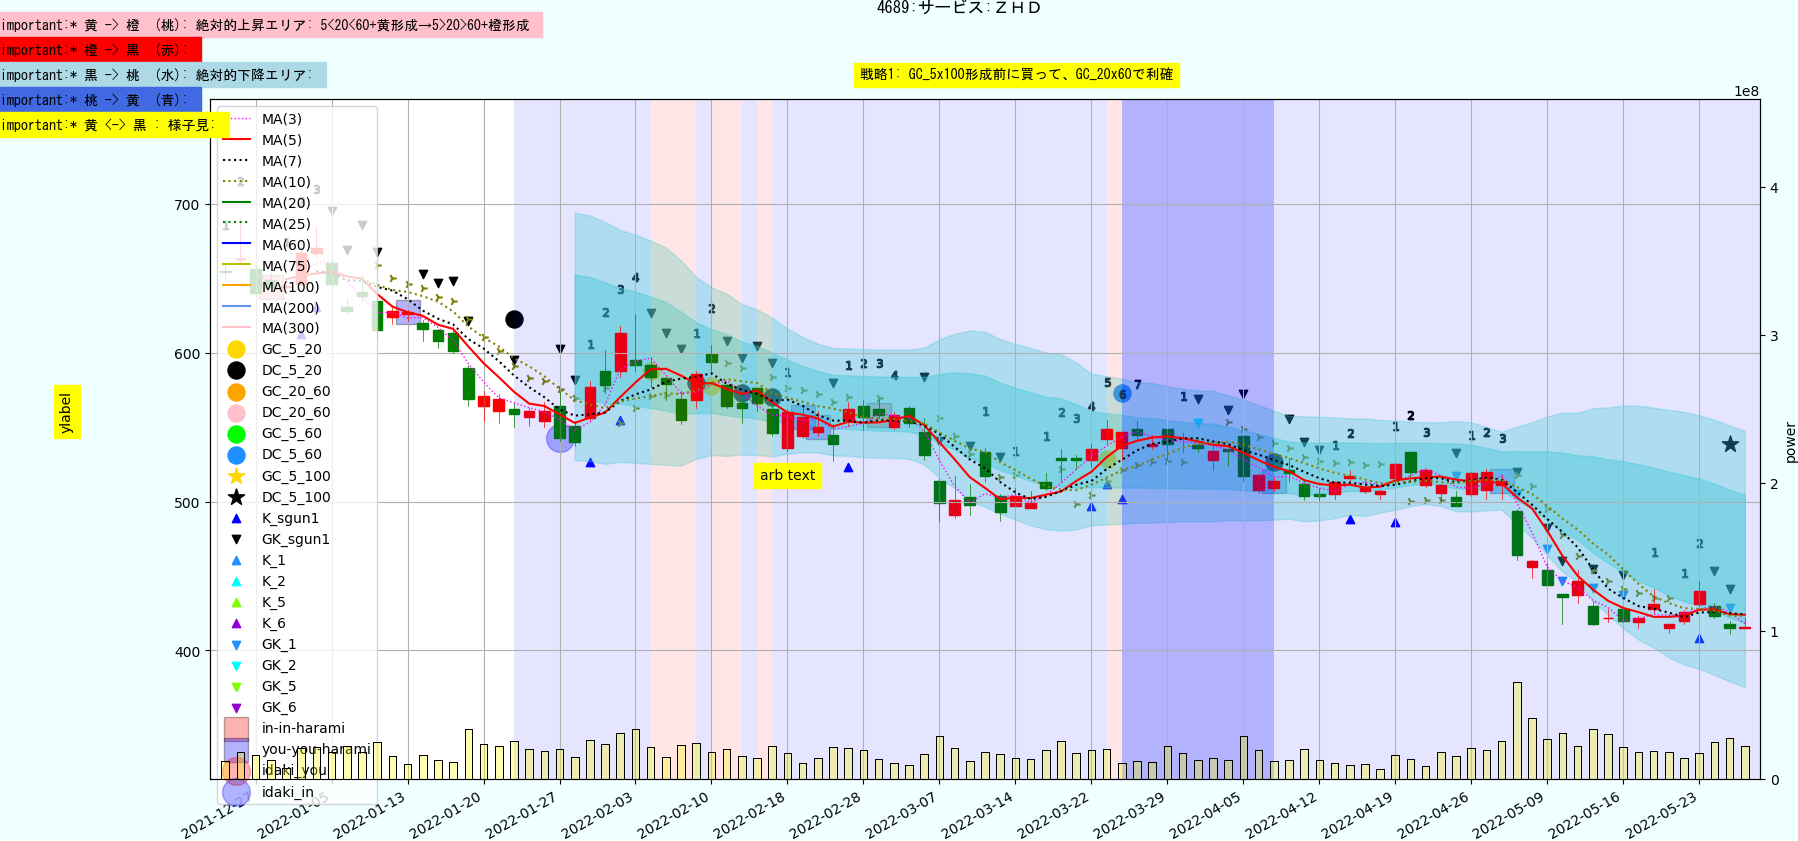 4689:サービス:ＺＨＤ
important:* 黄 -> 橙 (桃): 絶対的上昇エリア: 5<20<60+黄形成→5>20>60+橙形成
important:* 橙 -> 黒 (赤):
important:* 黒 -> 桃 (水): 絶対的下降エリア:
important:* 桃 -> 黄 (青):
important:* 黄 <-> 黒 : 様子見:
戦略1: GC_5x100形成前に買って、GC_20x60で利確
1e8
MA(3)
MA(5)
MA(7)
MA(10)
MA(20)
MA(25)
MA(60)
MA(75)
MA(100)
MA(200)
MA(300)
GC_5_20
DC_5_20
GC_20_60
DC_20_60
GC_5_60
DC_5_60
GC_5_100
DC_5_100
K_sgun1
GK_sgun1
K_1
K_2
K_5
K_6
GK_1
GK_2
GK_5
GK_6
in-in-harami
you-you-harami
idaki_you
idaki_in
700
600
500
400
ylabel
arb text
4
3
2
1
0
power
2021-12-27
2022-01-05
2022-01-13
2022-01-20
2022-01-27
2022-02-03
2022-02-10
2022-02-18
2022-02-28
2022-03-07
2022-03-14
2022-03-22
2022-03-29
2022-04-05
2022-04-12
2022-04-19
2022-04-26
2022-05-09
2022-05-16
2022-05-23